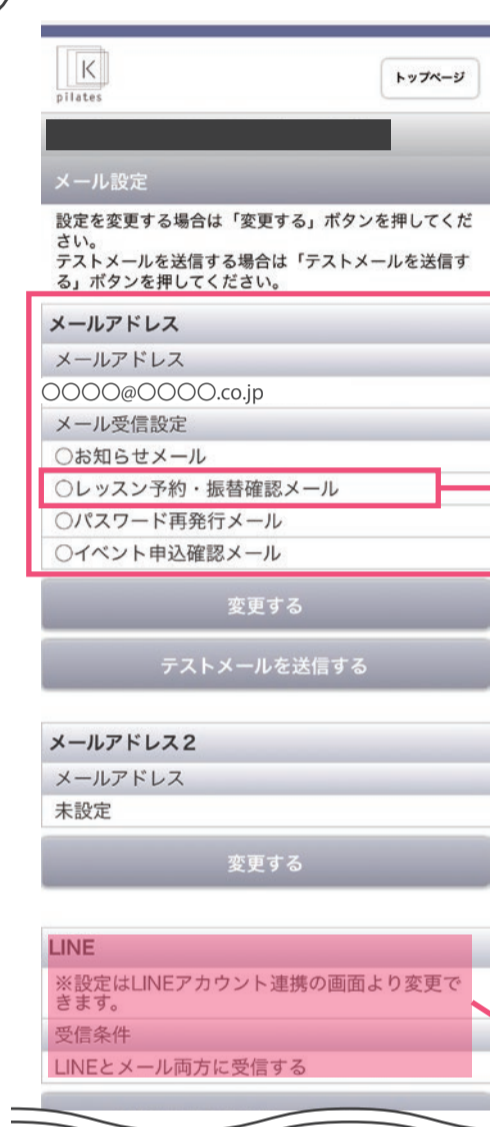 K
pilates
トップページ
メール設定
設定を変更する場合は「変更する」ボタンを押してくだ
さい。
テストメールを送信する場合は「テストメールを送信す
る」ボタンを押してください。
メールアドレス
メールアドレス
〇〇〇〇@〇〇〇〇.co.jp
メール受信設定
〇お知らせメール
〇レッスン予約・振替確認メール
〇パスワード再発行メール
〇イベント申込確認メール
変更する
テストメールを送信する
メールアドレス２
メールアドレス
未設定
変更する
LINE
※設定はLINEアカウント連携の画面より変更で
きます。
受信条件
LINEとメール両方に受信する